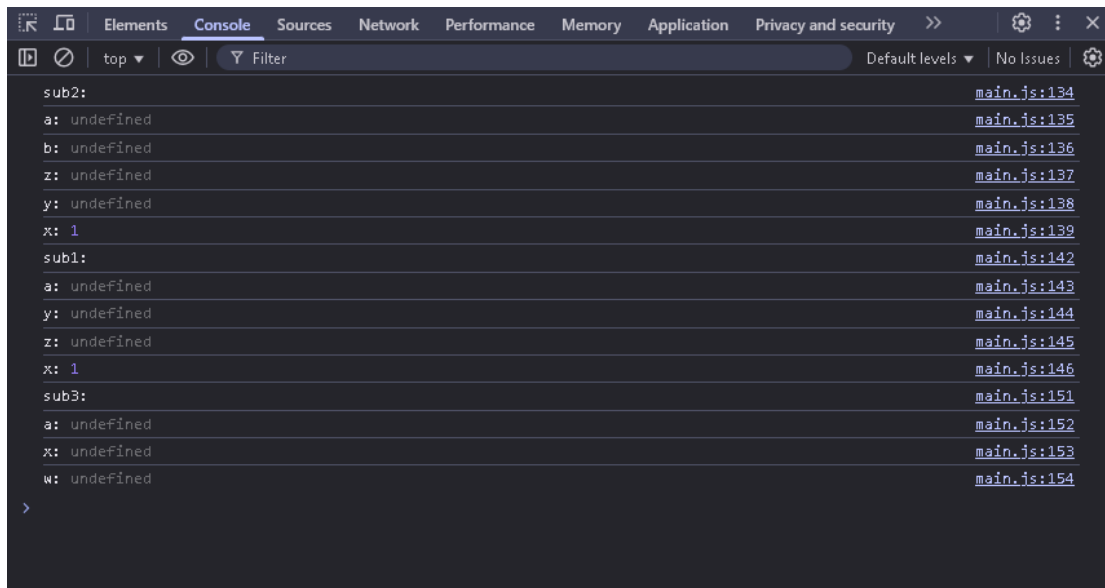 Elements Console Sources Network Performance Memory Application Privacy and security
top Filter Default levels No Issues
sub2: main.js:134
a: undefined main.js:135
b: undefined main.js:136
z: undefined main.js:137
y: undefined main.js:138
x: 1 main.js:139
sub1: main.js:142
a: undefined main.js:143
y: undefined main.js:144
z: undefined main.js:145
x: 1 main.js:146
sub3: main.js:151
a: undefined main.js:152
x: undefined main.js:153
w: undefined main.js:154